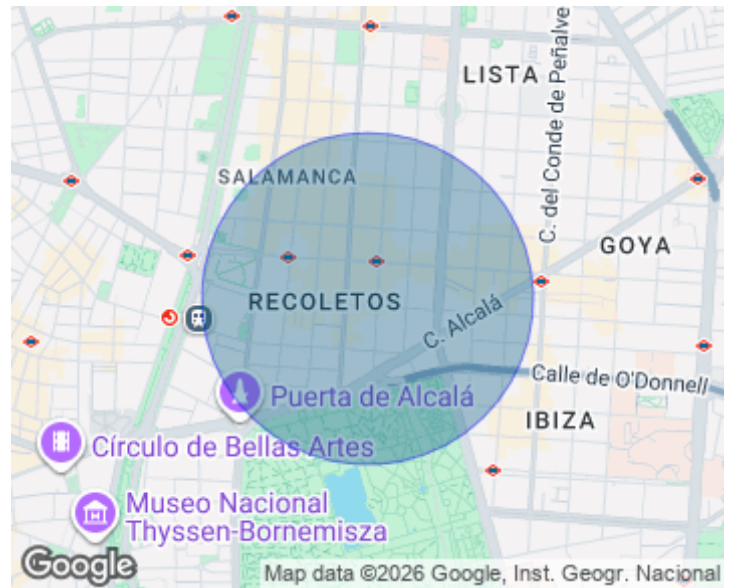 LISTA
C. del Conde de Peñalve
SALAMANCA
GOYA
RECOLETOS
C. Alcalá
Calle de O'Donnell
Puerta de Alcalá
IBIZA
Círculo de Bellas Artes
Museo Nacional
Thyssen-Bornemisza
Google
Map data ©2026 Google, Inst. Geogr. Nacional